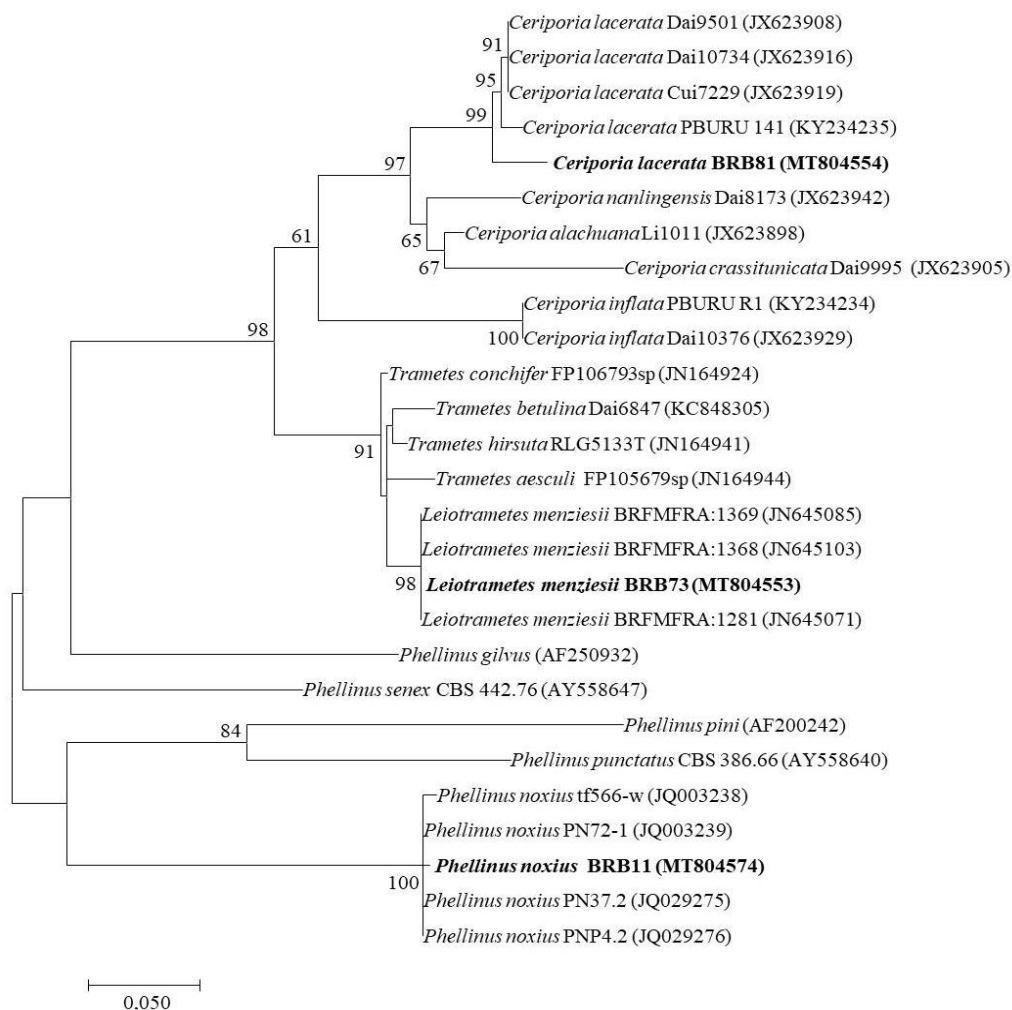 Ceriporia lacerata Dai9501 (JX623908)
91
Ceriporia lacerata Dai10734 (JX623916)
95
Ceriporia lacerata Cui7229 (JX623919)
99
Ceriporia lacerata PBURU 141 (KY234235)
97
Ceriporia lacerata BRB81 (MT804554)
Ceriporia nanlingensis Dai8173 (JX623942)
61
Ceriporia alachuana Li1011 (JX623898)
65
67
Ceriporia crassitunicata Dai9995 (JX623905)
Ceriporia inflata PBURU R1 (KY234234)
98
100
Ceriporia inflata Dai10376 (JX623929)
Trametes conchifer FP106793sp (JN164924)
Trametes betulina Dai6847 (KC848305)
Trametes hirsuta RLG5133T (JN164941)
91
Trametes aesculi FP105679sp (JN164944)
Leiotrametes menziesii BRFMFRA:1369 (JN645085)
Leiotrametes menziesii BRFMFRA:1368 (JN645103)
98
Leiotrametes menziesii BRB73 (MT804553)
Leiotrametes menziesii BRFMFRA:1281 (JN645071)
Phellinus gilvus (AF250932)
Phellinus senex CBS 442.76 (AY558647)
84
Phellinus pini (AF200242)
Phellinus punctatus CBS 386.66 (AY558640)
Phellinus noxius tf566-w (JQ003238)
Phellinus noxius PN72-1 (JQ003239)
Phellinus noxius BRB11 (MT804574)
100
Phellinus noxius PN37.2 (JQ029275)
Phellinus noxius PNP4.2 (JQ029276)
0,050